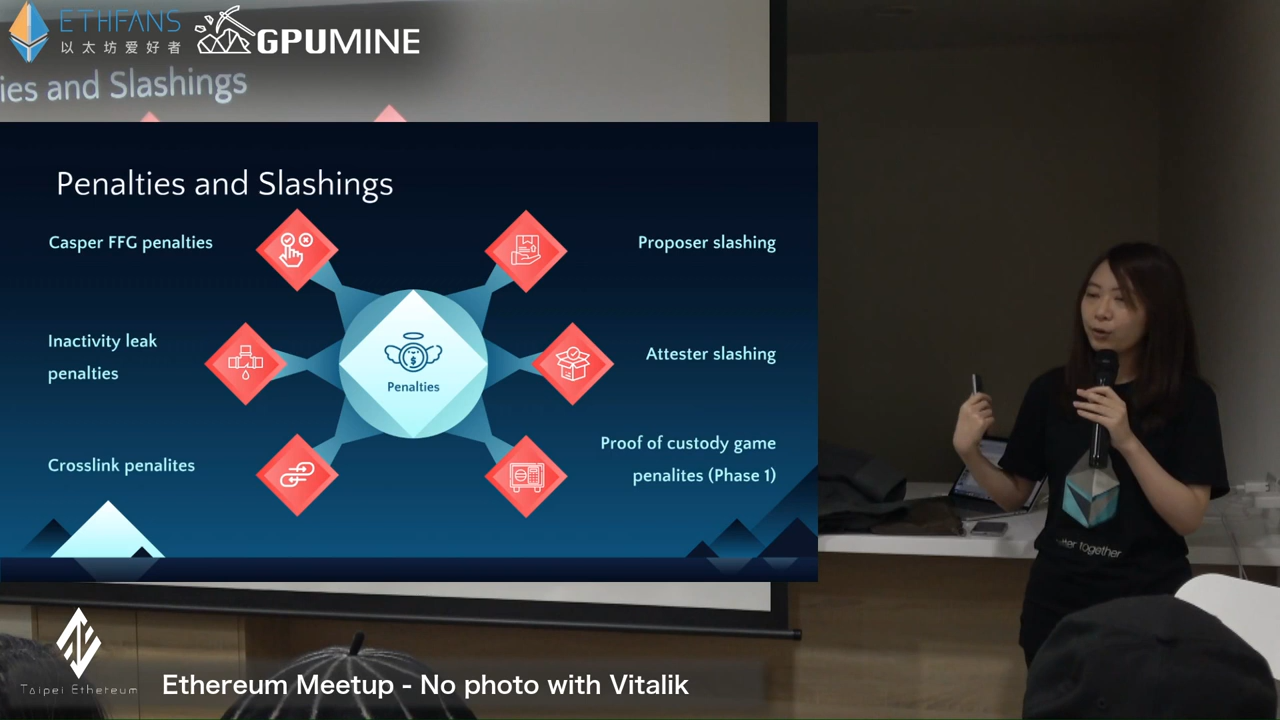 ETHFANS
以太坊爱好者
GPUMINE
ies and Slashings
Penalties and Slashings
Casper FFG penalties
Proposer slashing
Inactivity leak
penalties
Penalties
Attester slashing
Crosslink penalites
Proof of custody game
penalites (Phase 1)
together
Taipei Ethereum
Ethereum Meetup - No photo with Vitalik